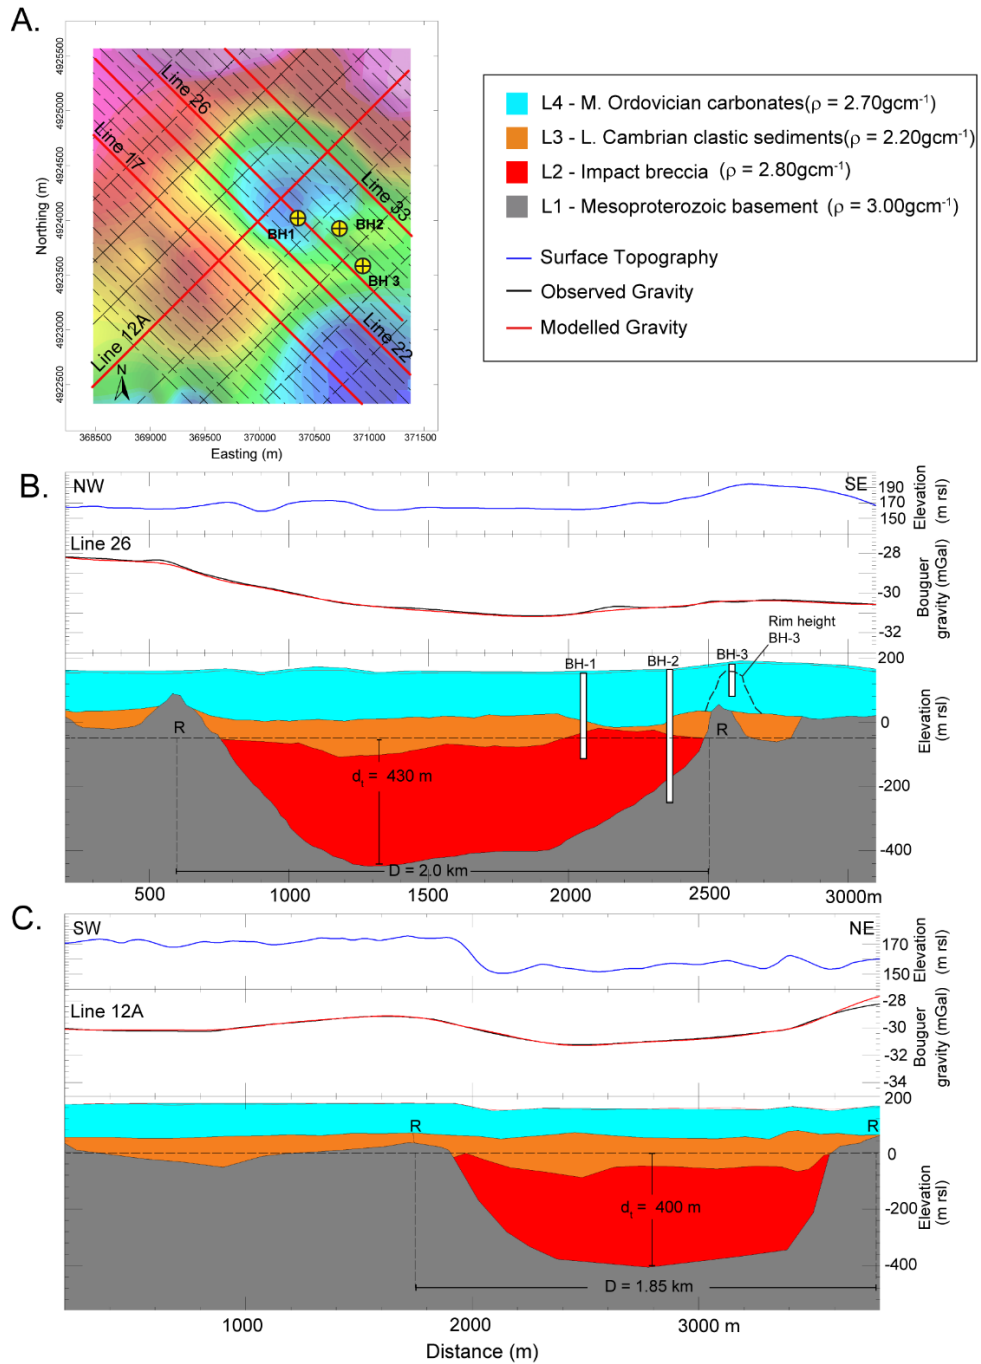 A.
Northing (m)
4925500
4925000
4924500
4924000
4923500
4923000
4922500
Line 26
Line 17
Line 33
BH1
BH2
BH 3
Line 12A
Line 22
N
368500 369000 369500 370000 370500 371000 371500
Easting (m)
L4 - M. Ordovician carbonates(ρ = 2.70gcm⁻¹)
L3 - L. Cambrian clastic sediments(ρ = 2.20gcm⁻¹)
L2 - Impact breccia (ρ = 2.80gcm⁻¹)
L1 - Mesoproterozoic basement (ρ = 3.00gcm⁻¹)
Surface Topography
Observed Gravity
Modelled Gravity
B.
NW
SE
190
170
150
Elevation
(m rsl)
Line 26
-28
-30
-32
Bouguer
gravity (mGal)
Rim height
BH-3
BH-1
BH-2
BH-3
200
0
-200
-400
Elevation
(m rsl)
R
R
dₜ = 430 m
D = 2.0 km
500 1000 1500 2000 2500 3000m
C.
SW
NE
170
150
Elevation
(m rsl)
Line 12A
-28
-30
-32
-34
Bouguer
gravity (mGal)
200
0
-200
-400
Elevation
(m rsl)
R
R
dₜ = 400 m
D = 1.85 km
1000 2000 3000 m
Distance (m)